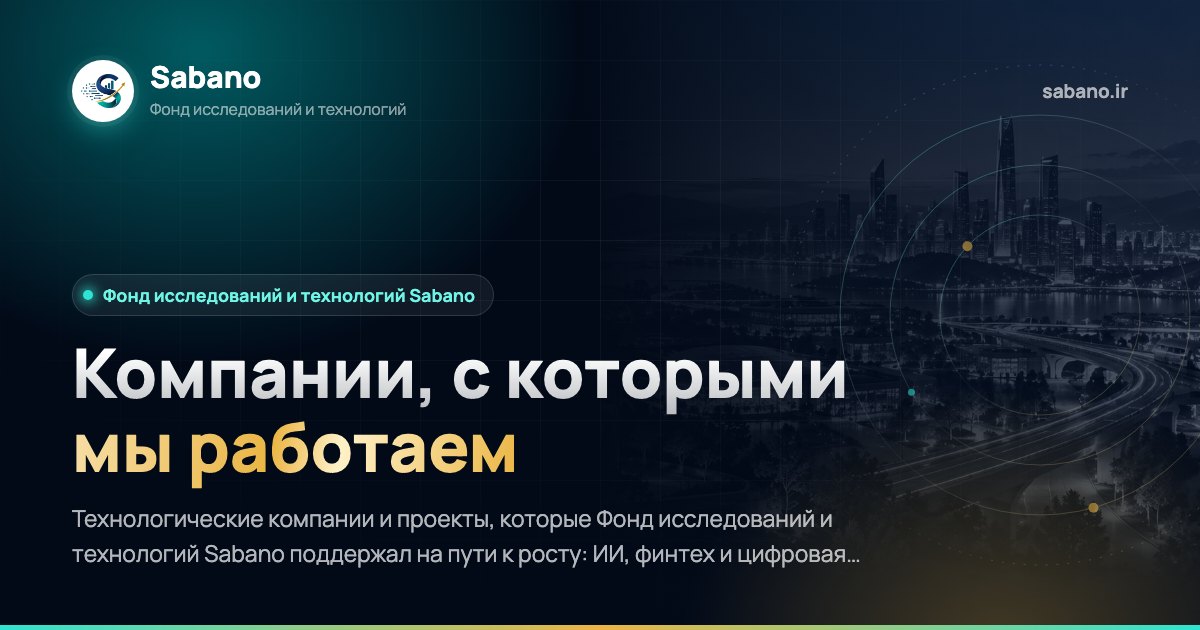 Sabano
Фонд исследований и технологий
sabano.ir
Фонд исследований и технологий Sabano
Компании, с которыми
мы работаем
Технологические компании и проекты, которые Фонд исследований и
технологий Sabano поддержал на пути к росту: ИИ, финтех и цифровая…